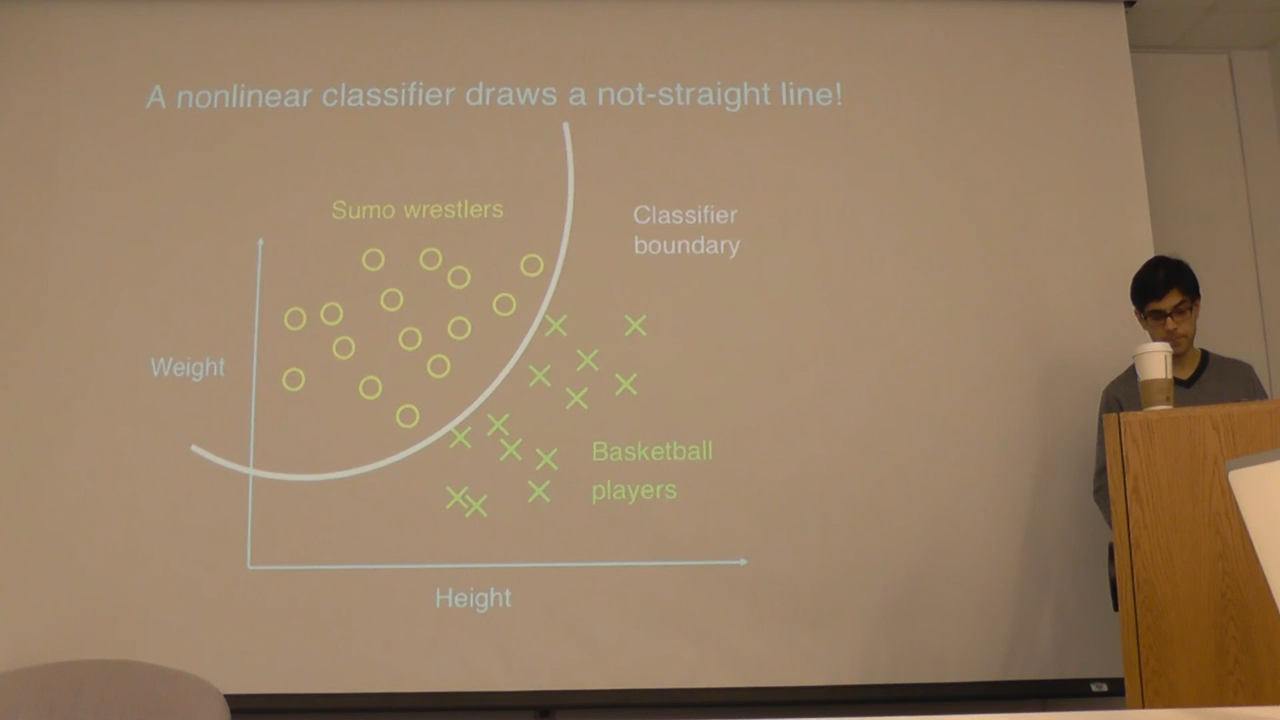 A nonlinear classifier draws a not-straight line!
Sumo wrestlers
Classifier
boundary
Weight
Basketball
players
Height